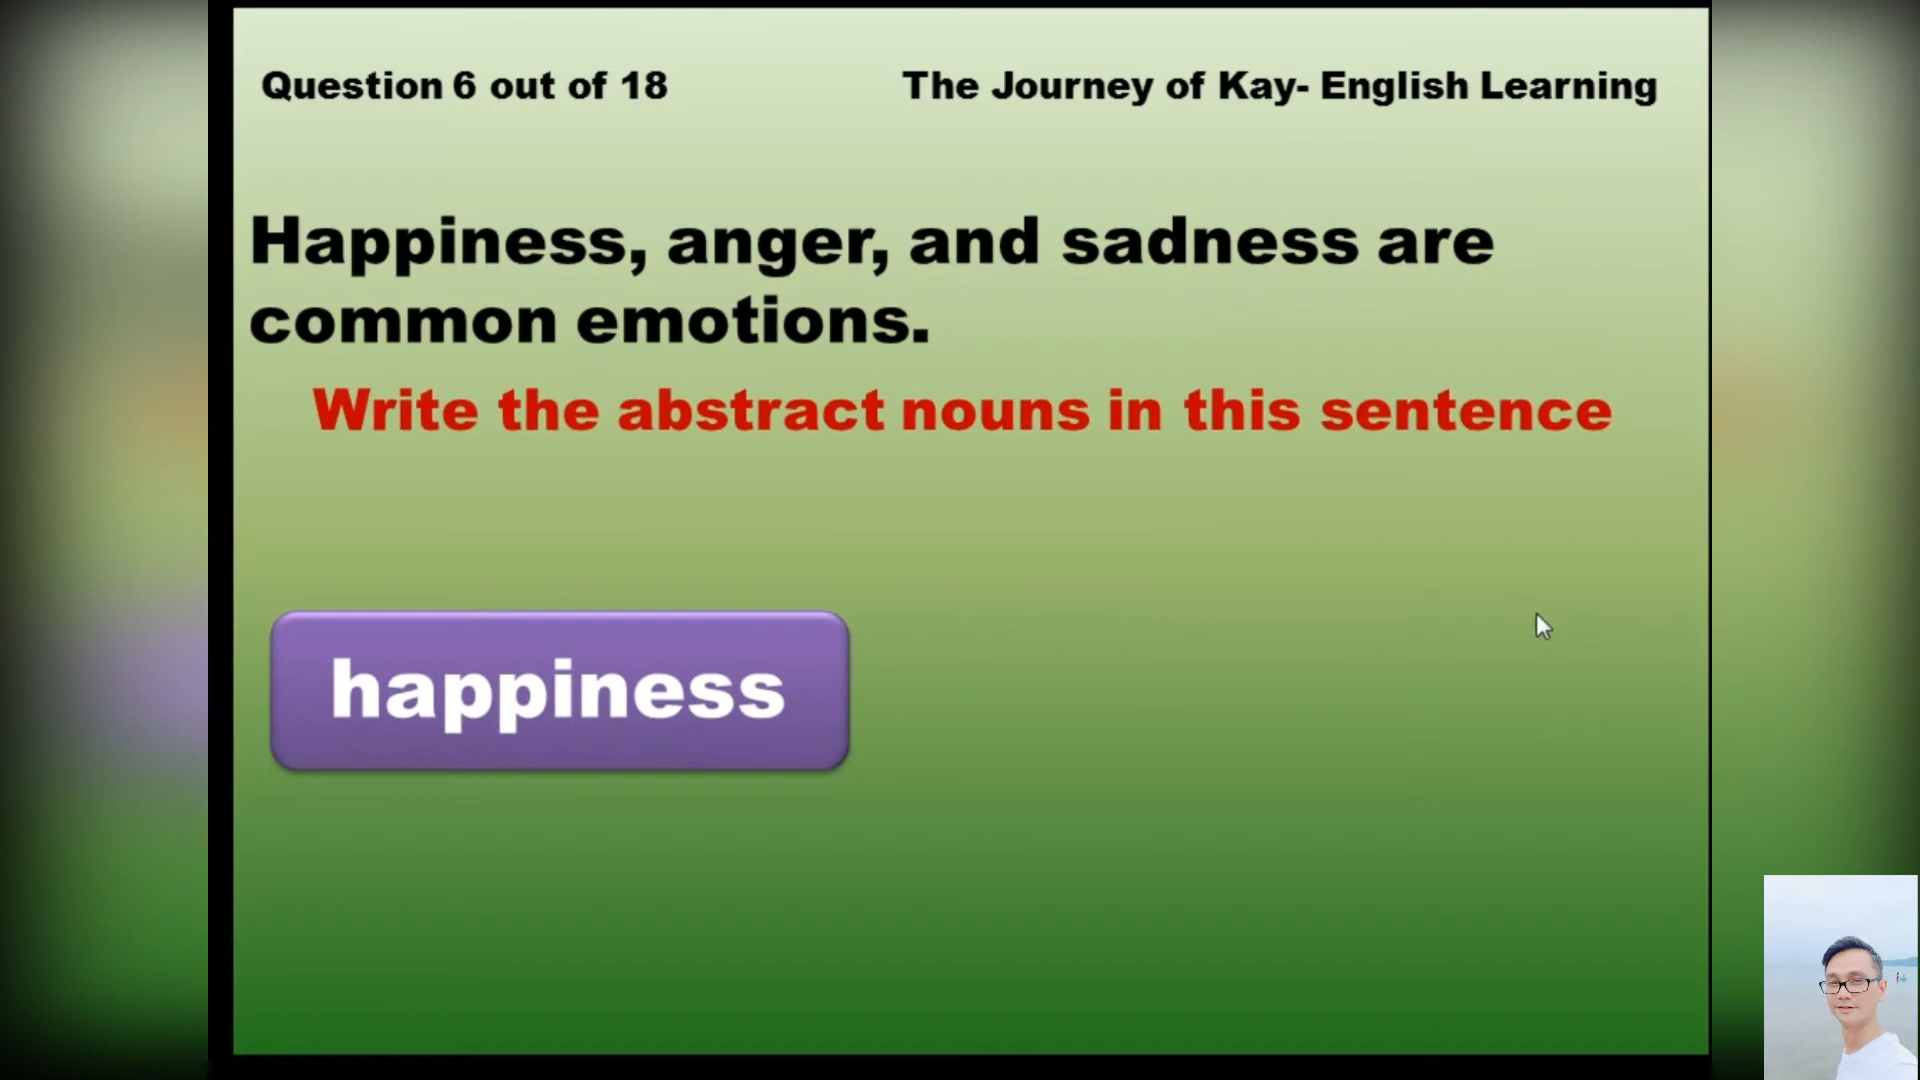 Question 6 out of 18
The Journey of Kay- English Learning
Happiness, anger, and sadness are
common emotions.
Write the abstract nouns in this sentence
happiness